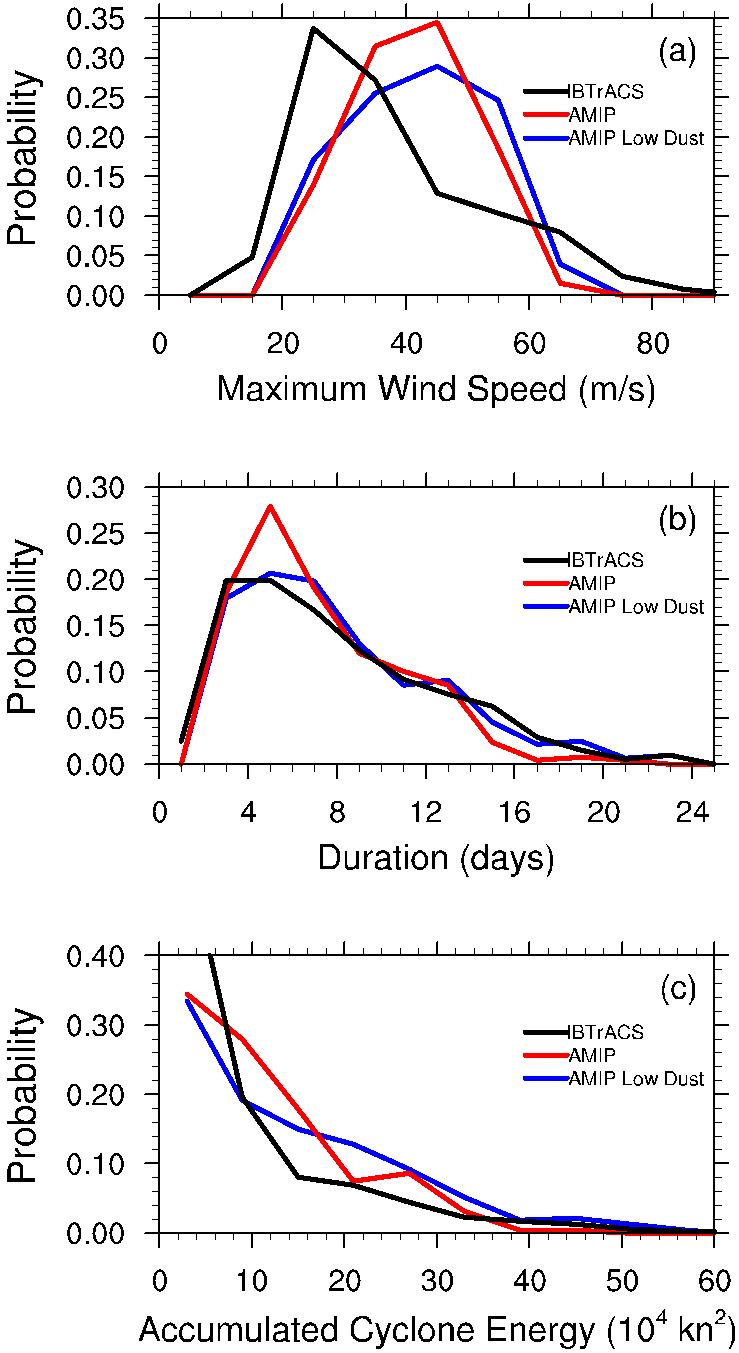 0.35
(a)
0.30
0.25
IBTrACS
AMIP
0.20
AMIP Low Dust
0.15
0.10
0.05
0.00
Probability
0 20 40 60 80
Maximum Wind Speed (m/s)
0.30
(b)
0.25
IBTrACS
0.20
AMIP
AMIP Low Dust
0.15
0.10
0.05
0.00
Probability
0 4 8 12 16 20 24
Duration (days)
0.40
(c)
0.30
IBTrACS
AMIP
AMIP Low Dust
0.20
0.10
0.00
Probability
0 10 20 30 40 50 60
Accumulated Cyclone Energy (10⁴ kn²)